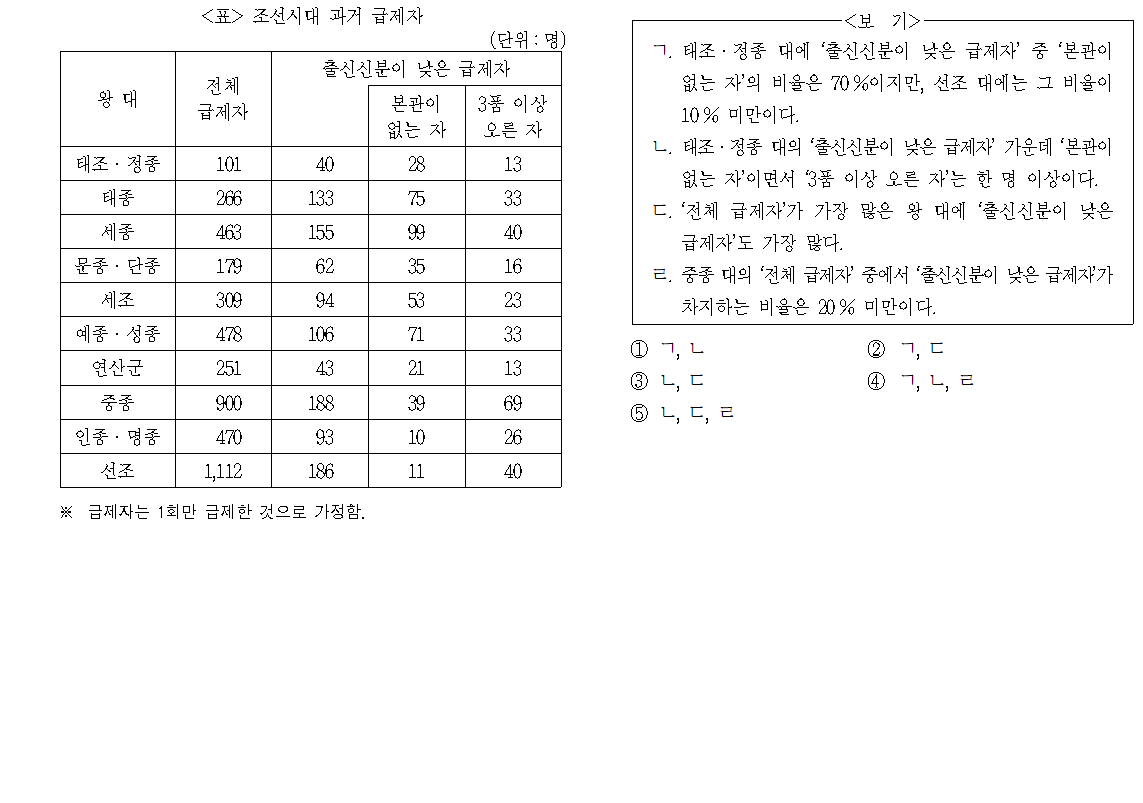 <표> 조선시대 과거 급제자
(단위 : 명)
왕 대 전체 급제자 출신신분이 낮은 급제자
본관이 없는 자 3품 이상 오른 자
태조 · 정종 101 40 28 13
태종 266 133 75 33
세종 463 155 99 40
문종 · 단종 179 62 35 16
세조 309 94 53 23
예종 · 성종 478 106 71 33
연산군 251 43 21 13
중종 900 188 39 69
인종 · 명종 470 93 10 26
선조 1,112 186 11 40
※ 급제자는 1회만 급제한 것으로 가정함.
<보 기>
ㄱ. 태조 · 정종 대에 ‘출신신분이 낮은 급제자’ 중 ‘본관이
없는 자’의 비율은 70 %이지만, 선조 대에는 그 비율이
10 % 미만이다.
ㄴ. 태조 · 정종 대의 ‘출신신분이 낮은 급제자’ 가운데 ‘본관이
없는 자’이면서 ‘3품 이상 오른 자’는 한 명 이상이다.
ㄷ. ‘전체 급제자’가 가장 많은 왕 대에 ‘출신신분이 낮은
급제자’도 가장 많다.
ㄹ. 중종 대의 ‘전체 급제자’ 중에서 ‘출신신분이 낮은 급제자’가
차지하는 비율은 20 % 미만이다.
① ㄱ, ㄴ ② ㄱ, ㄷ
③ ㄴ, ㄷ ④ ㄱ, ㄴ, ㄹ
⑤ ㄴ, ㄷ, ㄹ